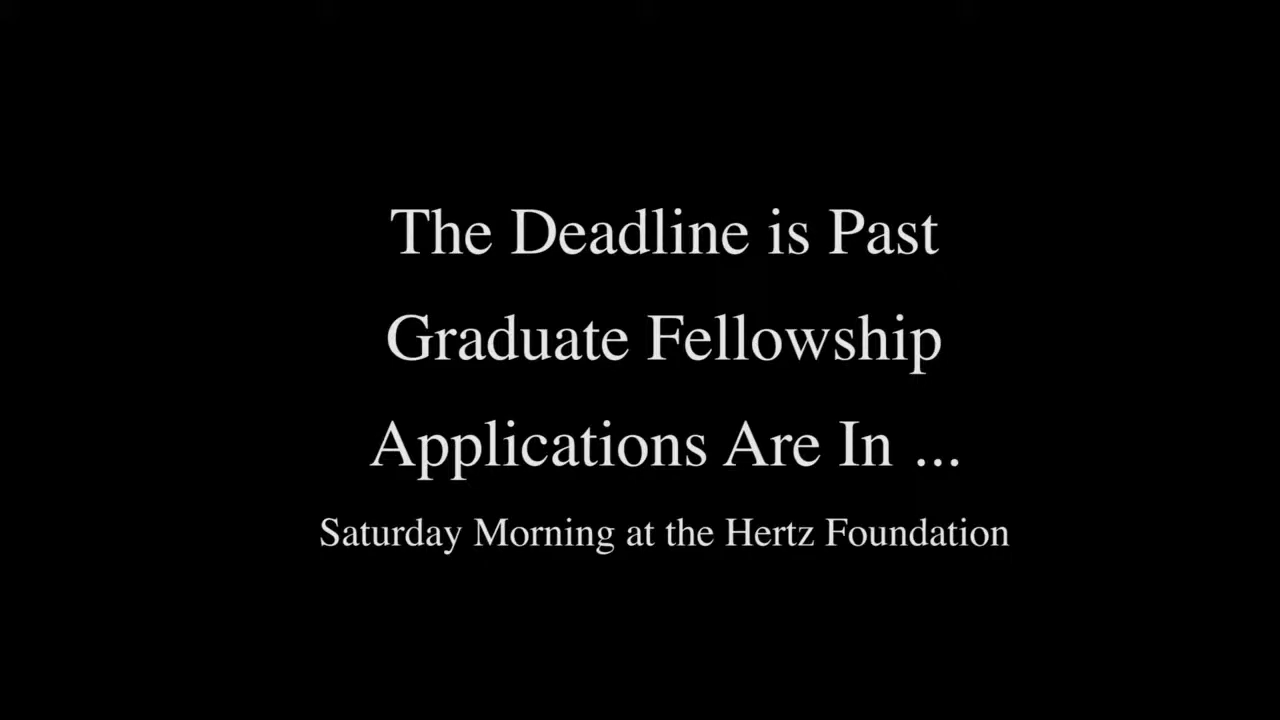 The Deadline is Past
Graduate Fellowship
Applications Are In ...
Saturday Morning at the Hertz Foundation